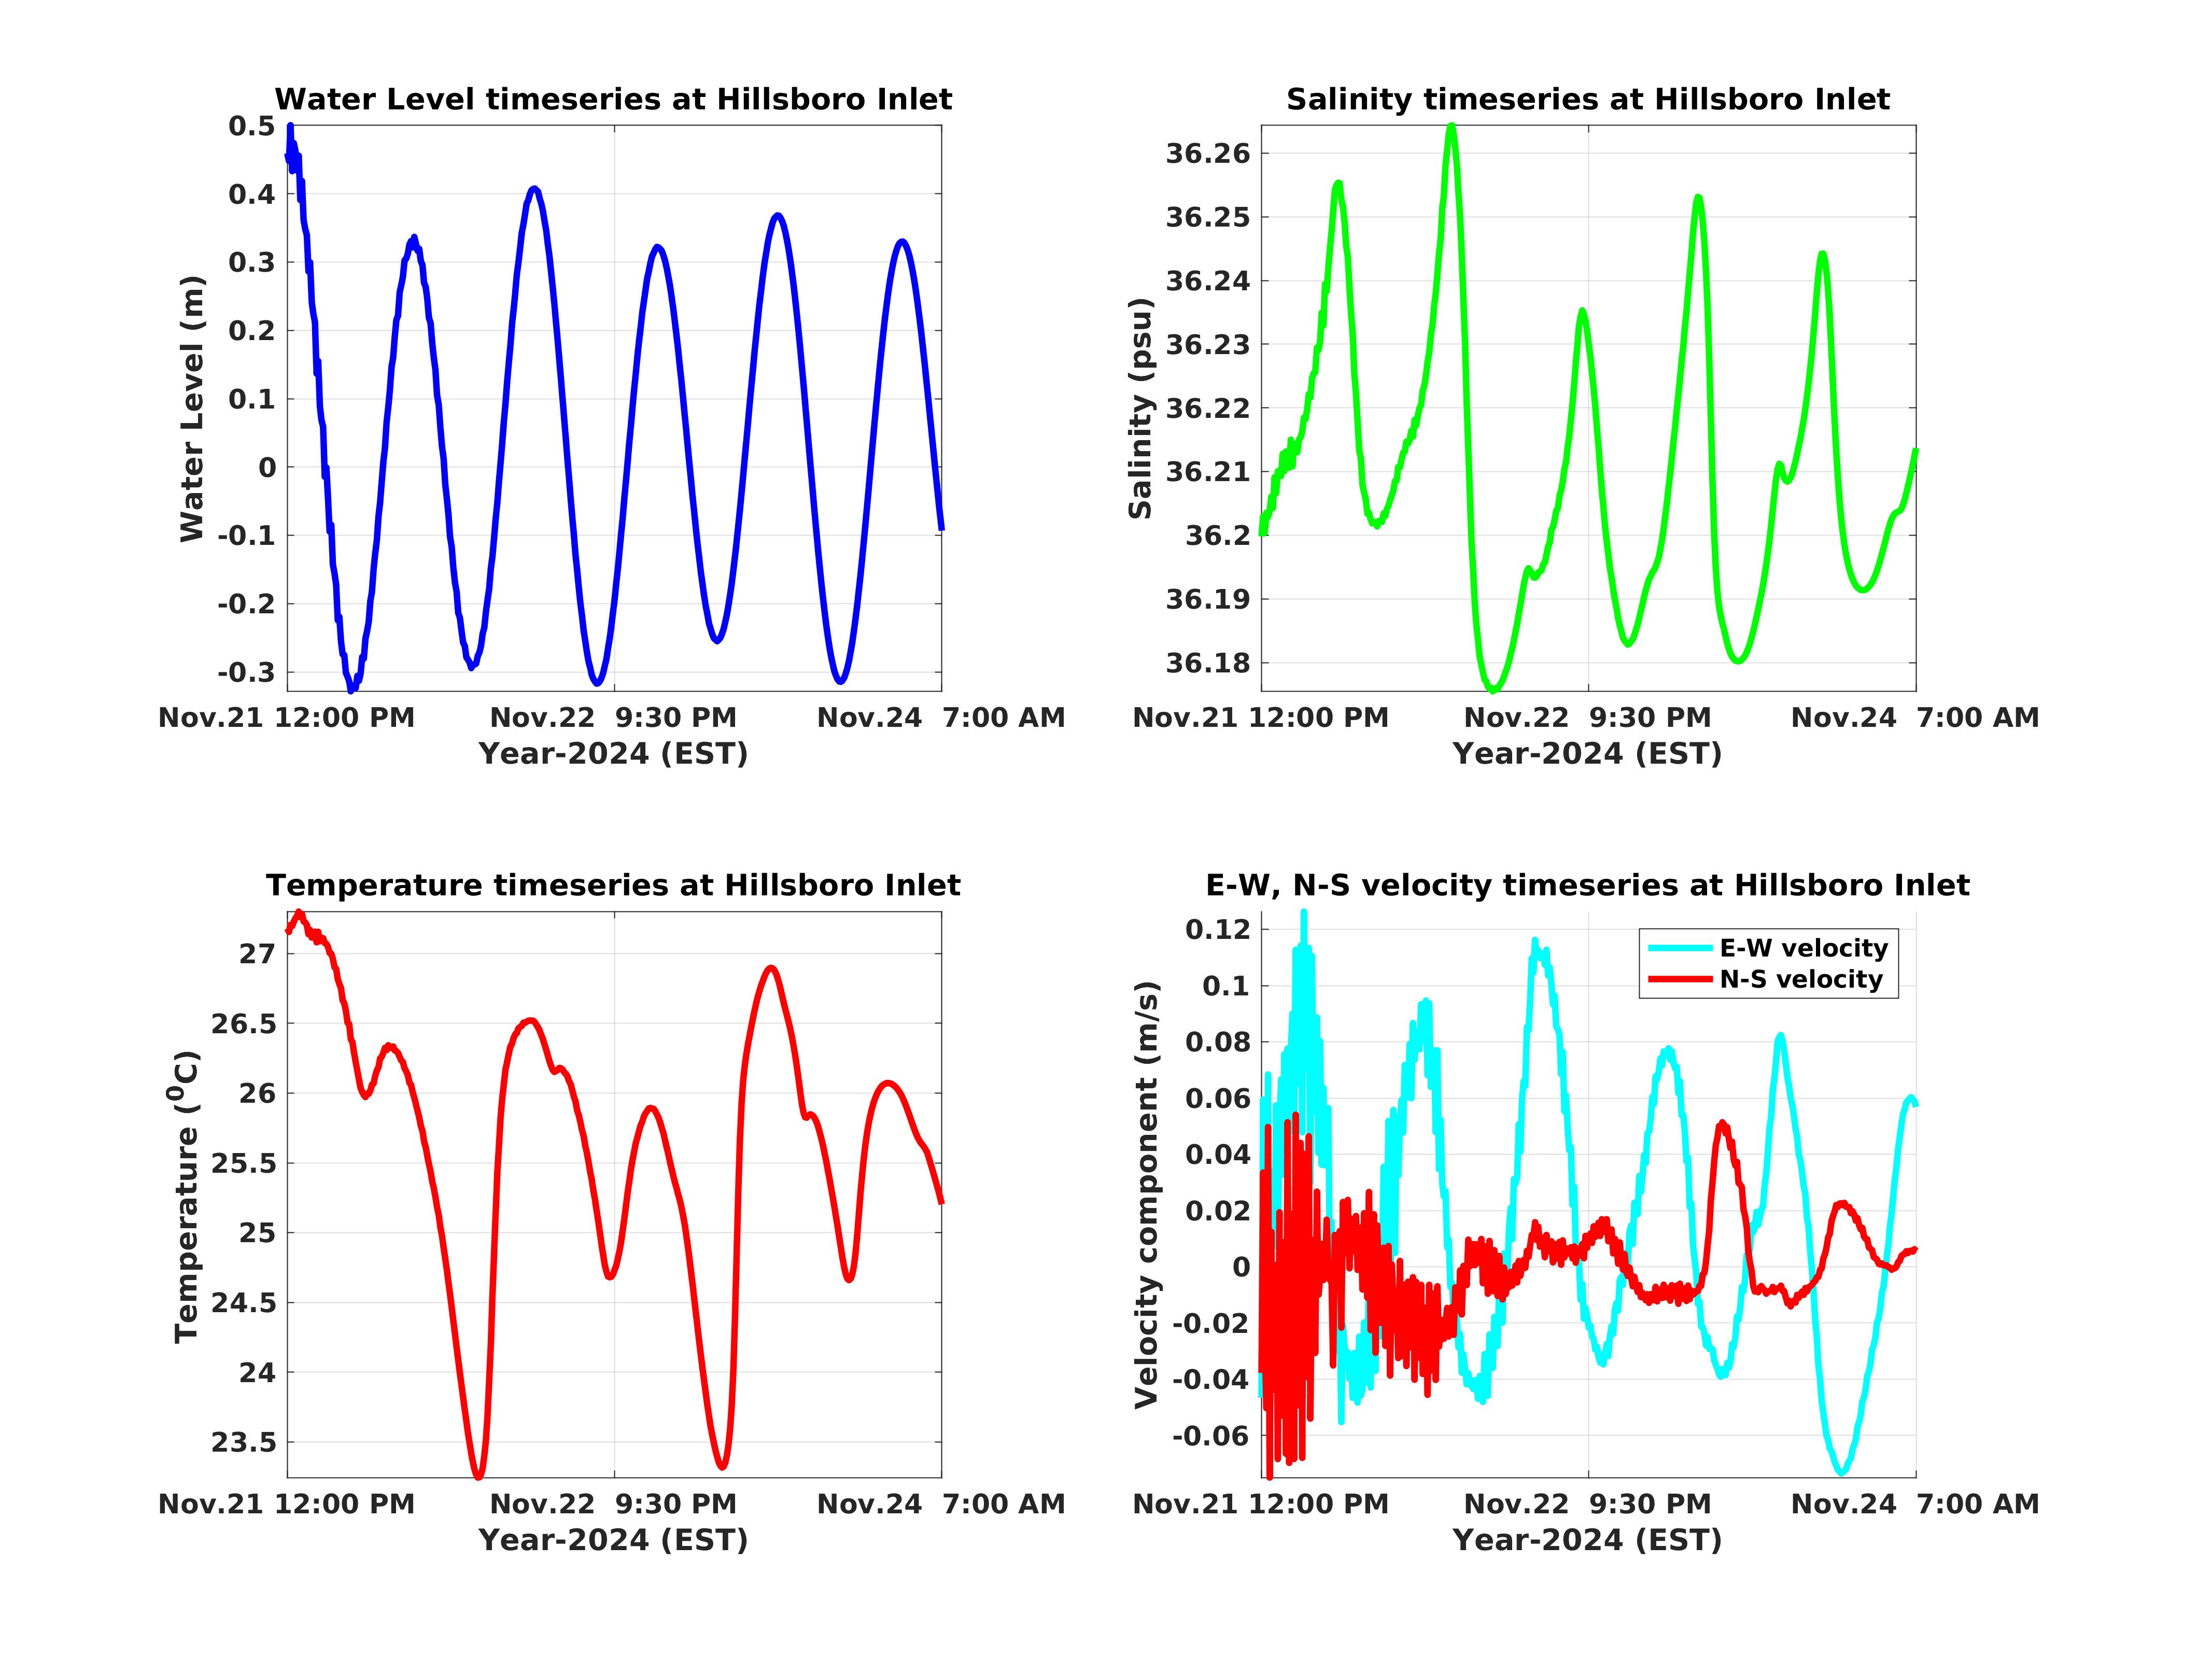 Water Level timeseries at Hillsboro Inlet
0.5
0.4
0.3
0.2
0.1
0
-0.1
-0.2
-0.3
Water Level (m)
Nov.21 12:00 PM
Nov.22 9:30 PM
Nov.24 7:00 AM
Year-2024 (EST)
Salinity timeseries at Hillsboro Inlet
36.26
36.25
36.24
36.23
36.22
36.21
36.2
36.19
36.18
Salinity (psu)
Nov.21 12:00 PM
Nov.22 9:30 PM
Nov.24 7:00 AM
Year-2024 (EST)
Temperature timeseries at Hillsboro Inlet
27
26.5
26
25.5
25
24.5
24
23.5
Temperature (⁰C)
Nov.21 12:00 PM
Nov.22 9:30 PM
Nov.24 7:00 AM
Year-2024 (EST)
E-W, N-S velocity timeseries at Hillsboro Inlet
0.12
0.1
0.08
0.06
0.04
0.02
0
-0.02
-0.04
-0.06
Velocity component (m/s)
E-W velocity
N-S velocity
Nov.21 12:00 PM
Nov.22 9:30 PM
Nov.24 7:00 AM
Year-2024 (EST)